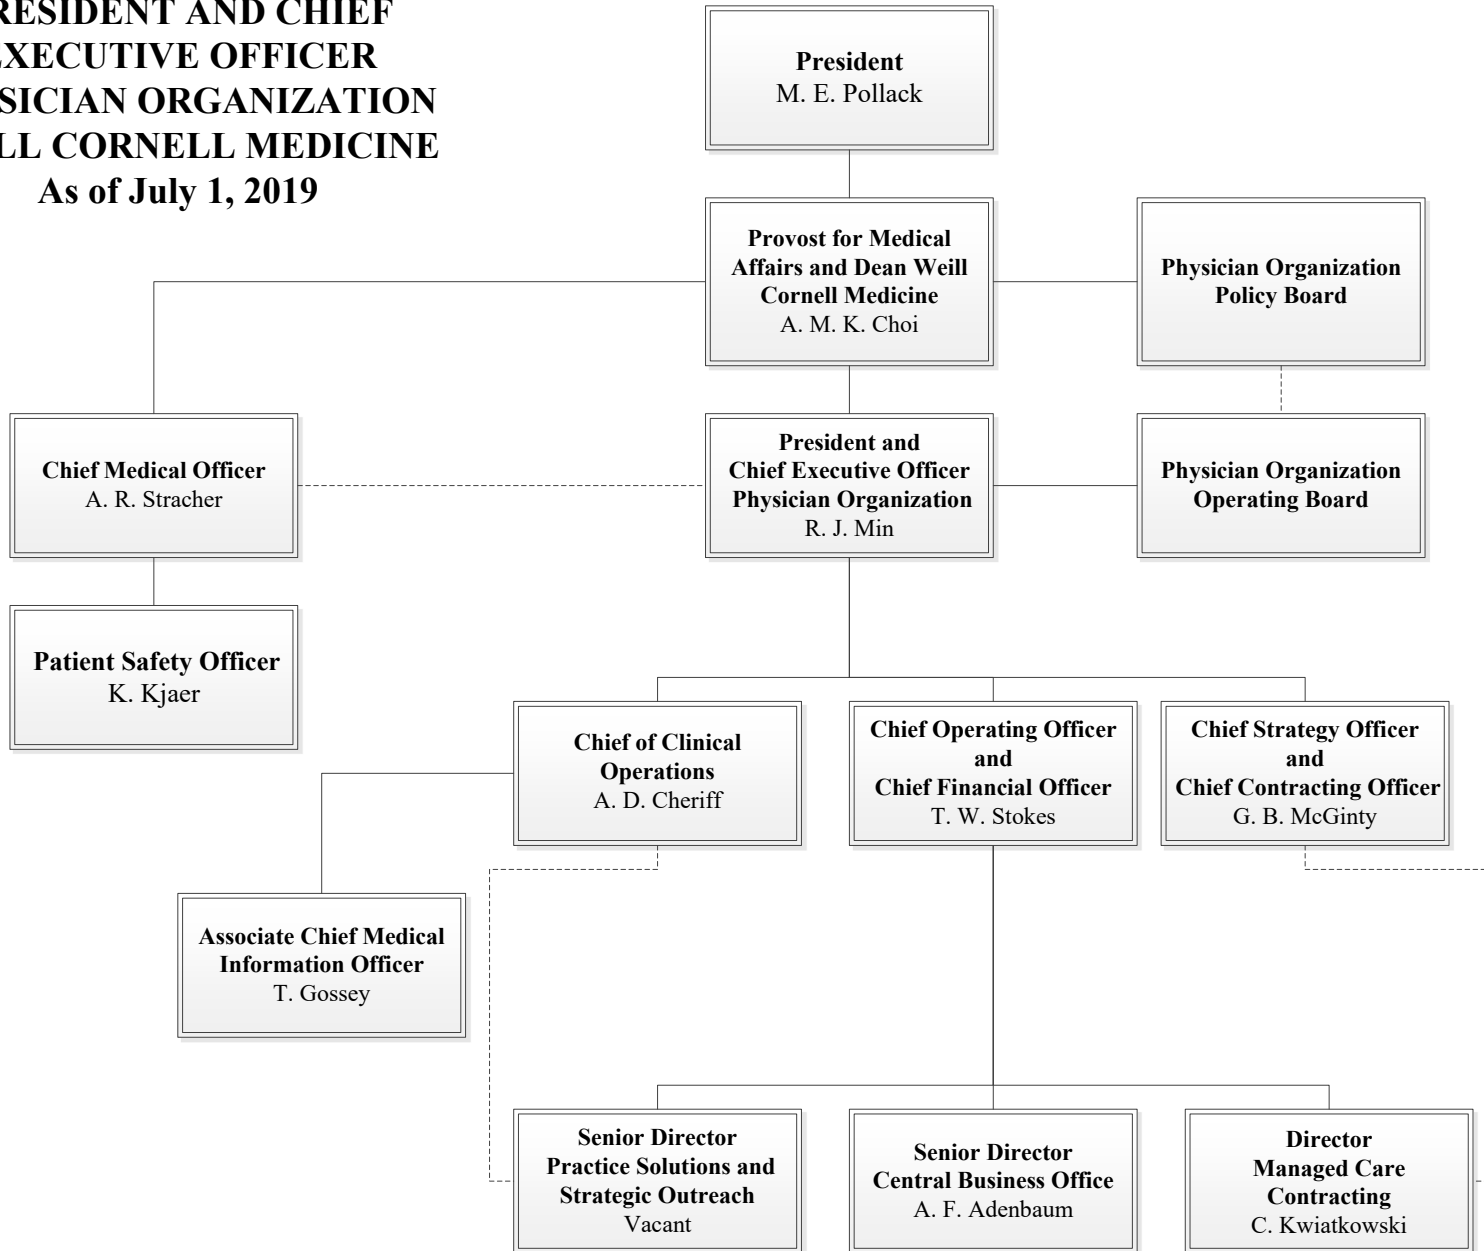 RESIDENT AND CHIEF
EXECUTIVE OFFICER
SICIAN ORGANIZATION
LL CORNELL MEDICINE
As of July 1, 2019
President
M. E. Pollack
Provost for Medical
Affairs and Dean Weill
Cornell Medicine
A. M. K. Choi
Physician Organization
Policy Board
Chief Medical Officer
A. R. Stracher
President and
Chief Executive Officer
Physician Organization
R. J. Min
Physician Organization
Operating Board
Patient Safety Officer
K. Kjaer
Chief of Clinical
Operations
A. D. Cheriff
Chief Operating Officer
and
Chief Financial Officer
T. W. Stokes
Chief Strategy Officer
and
Chief Contracting Officer
G. B. McGinty
Associate Chief Medical
Information Officer
T. Gossey
Senior Director
Practice Solutions and
Strategic Outreach
Vacant
Senior Director
Central Business Office
A. F. Adenbaum
Director
Managed Care
Contracting
C. Kwiatkowski